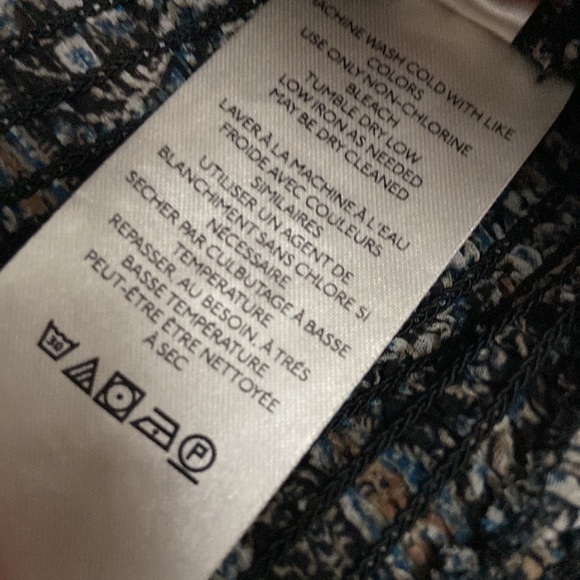 MACHINE WASH COLD WITH LIKE
COLORS
USE ONLY NON-CHLORINE
BLEACH
TUMBLE DRY LOW
LOW IRON AS NEEDED
MAY BE DRY CLEANED
LAVER À LA MACHINE À L'EAU
FROIDE AVEC COULEURS
SIMILAIRES
UTILISER UN AGENT DE
BLANCHIMENT SANS CHLORE SI
NÉCESSAIRE
SECHER PAR CULBUTAGE À BASSE
TEMPERATURE
REPASSER, AU BESOIN, À TRÉS
BASSE TEMPÉRATURE
PEUT-ÊTRE ÊTRE NETTOYÉE
À SEC
30
P